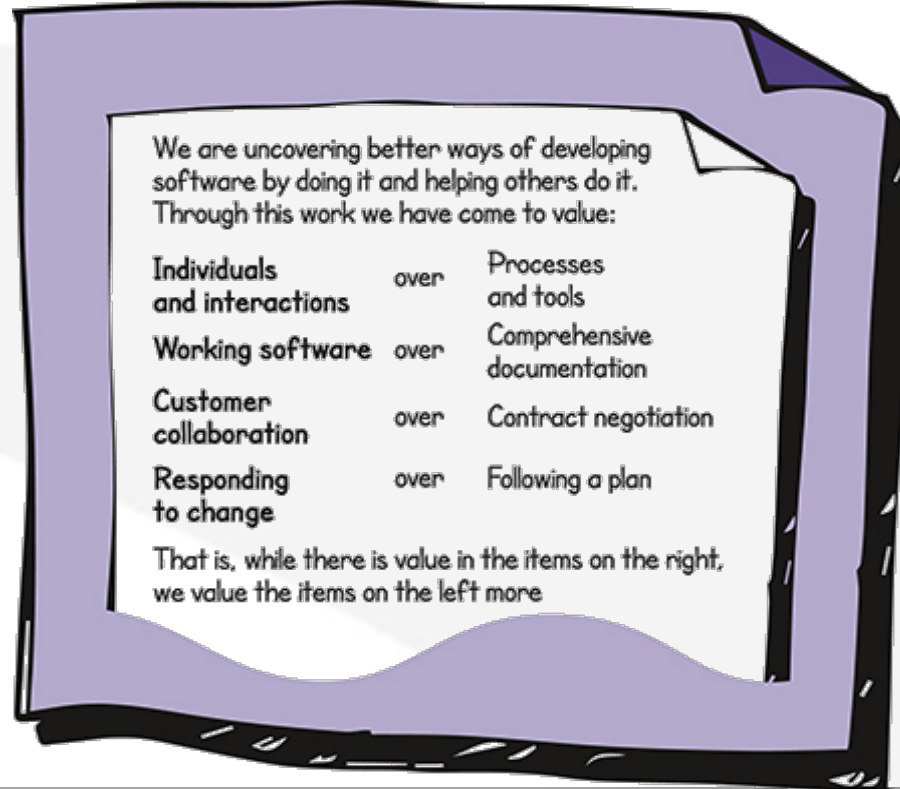 We are uncovering better ways of developing
software by doing it and helping others do it.
Through this work we have come to value:
Individuals
and interactions
over
Processes
and tools
Working software
over
Comprehensive
documentation
Customer
collaboration
over
Contract negotiation
Responding
to change
over
Following a plan
That is, while there is value in the items on the right,
we value the items on the left more